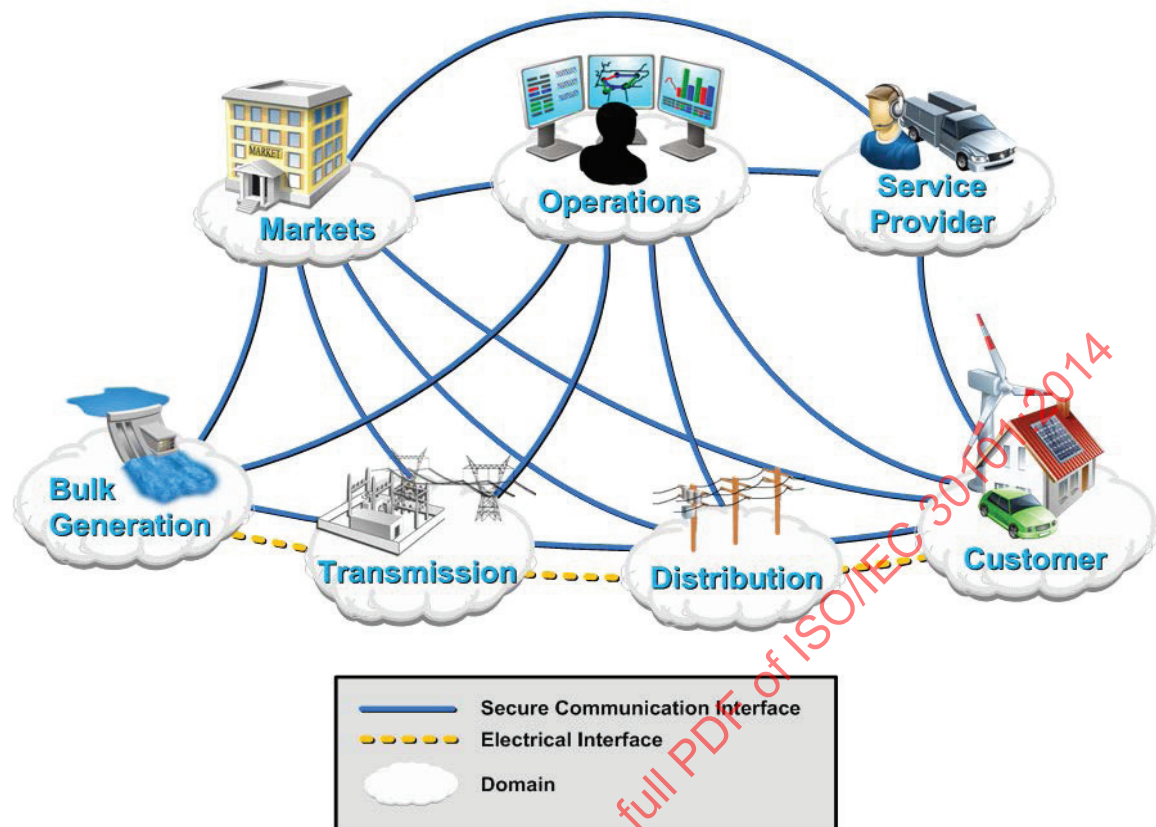 MARKET
Markets
Operations
Service
Provider
Bulk
Generation
Transmission
Distribution
Customer
Secure Communication Interface
Electrical Interface
Domain
full PDF of ISO/IEC 30101:2014